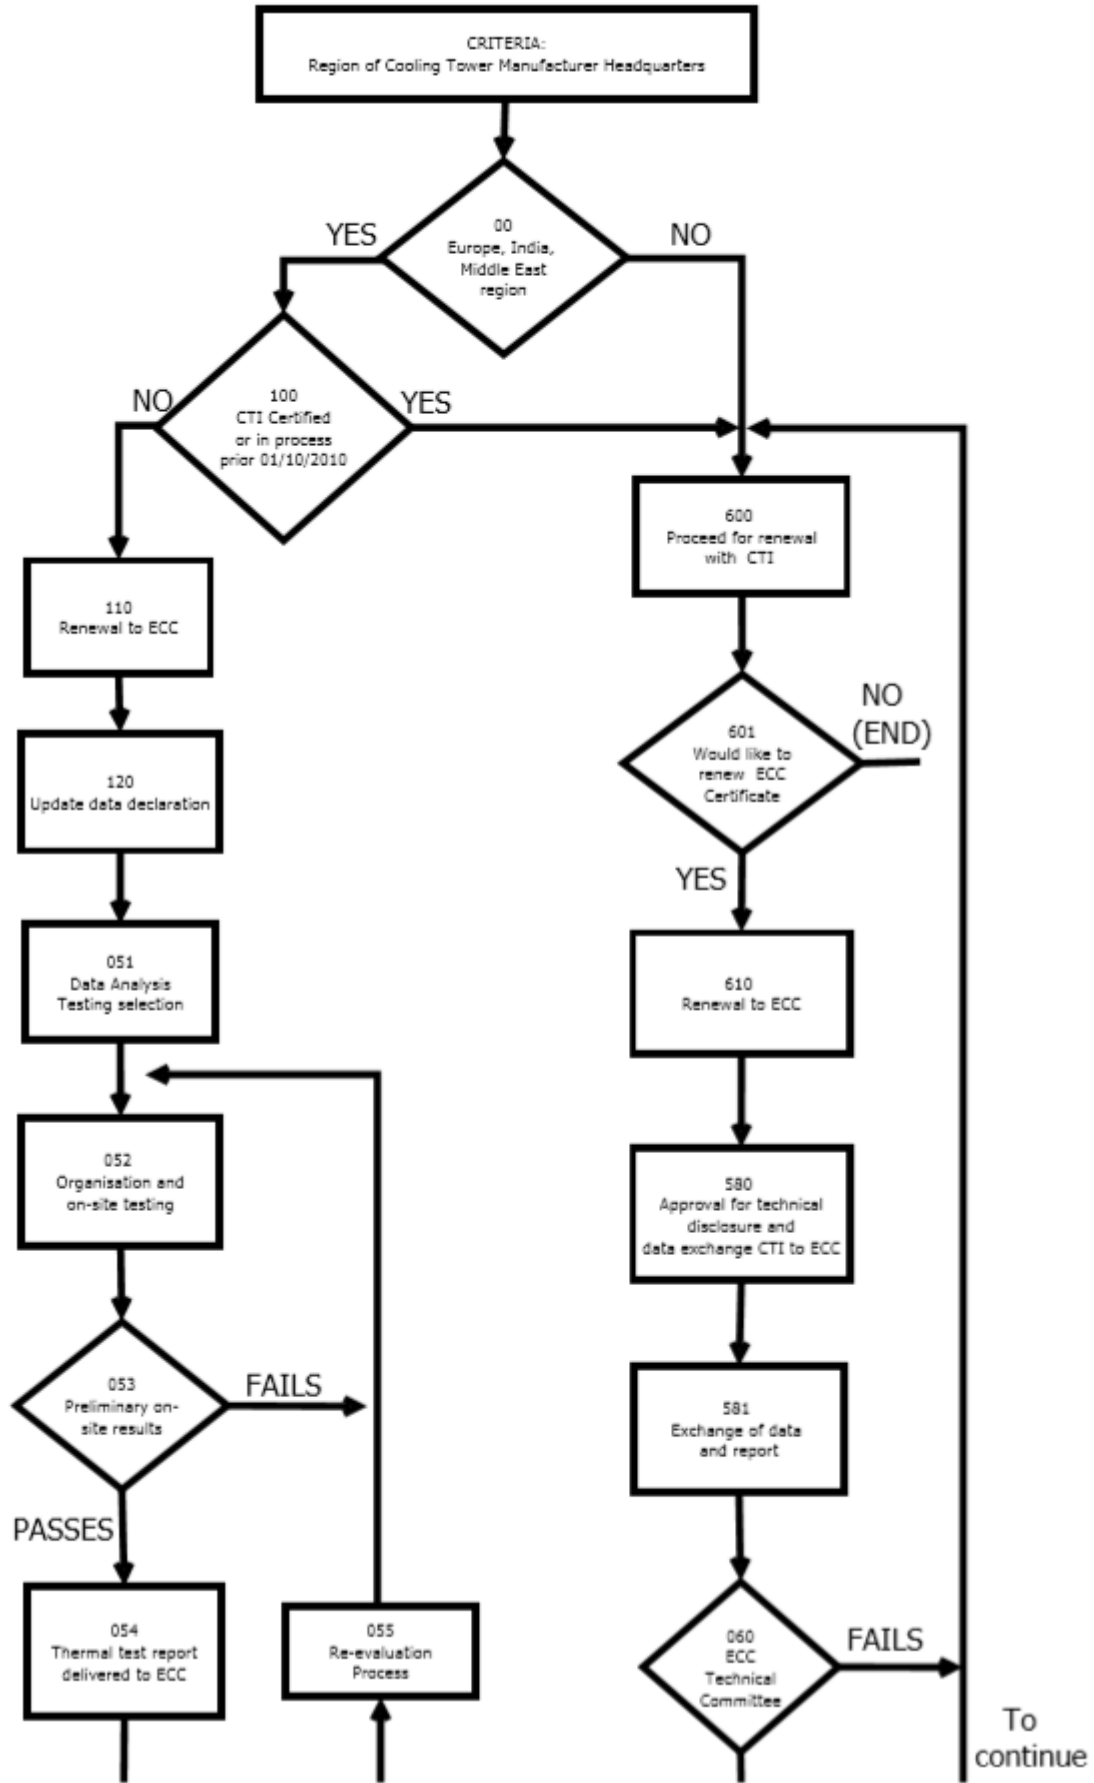 CRITERIA:
Region of Cooling Tower Manufacturer Headquarters
00
Europe, India,
Middle East
region
YES
NO
100
CTI Certified
or in process
prior 01/10/2010
NO
YES
600
Proceed for renewal
with CTI
110
Renewal to ECC
601
Would like to
renew ECC
Certificate
NO
(END)
YES
120
Update data declaration
051
Data Analysis
Testing selection
610
Renewal to ECC
052
Organisation and
on-site testing
580
Approval for technical
disclosure and
data exchange CTI to ECC
053
Preliminary on-
site results
FAILS
PASSES
581
Exchange of data
and report
054
Thermal test report
delivered to ECC
055
Re-evaluation
Process
060
ECC
Technical
Committee
FAILS
To
continue